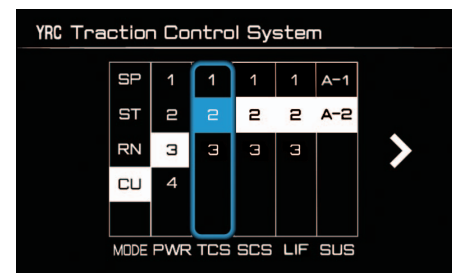 YRC Traction Control System
SP 1 1 1 1 A-1
ST 2 2 2 2 A-2
RN 3 3 3 3
CU 4
MODE PWR TCS SCS LIF SUS